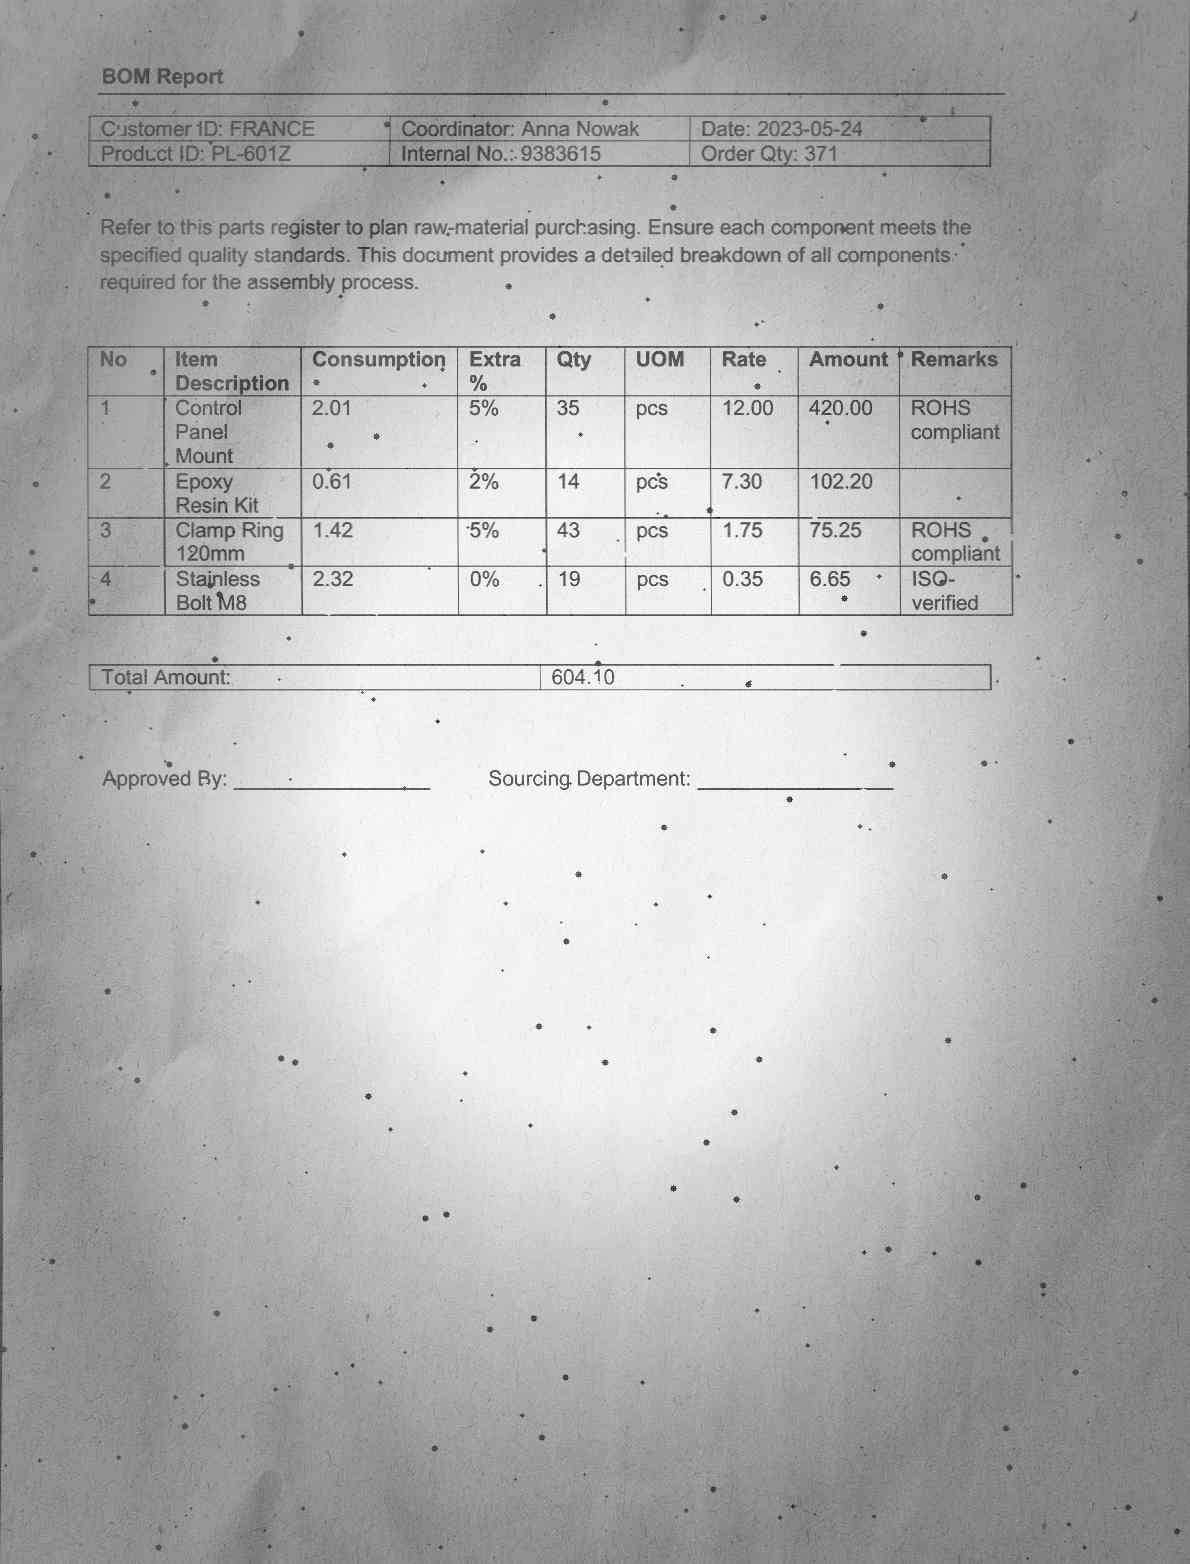 BOM Report
Customer ID: FRANCE Coordinator: Anna Nowak Date: 2023-05-24
Product ID: PL-601Z Internal No.: 9383615 Order Qty: 371
Refer to this parts register to plan raw-material purchasing. Ensure each component meets the
specified quality standards. This document provides a detailed breakdown of all components
required for the assembly process.
No Item Consumption Extra Qty UOM Rate Amount Remarks
Description %
1 Control 2.01 5% 35 pcs 12.00 420.00 ROHS
Panel compliant
Mount
2 Epoxy 0.61 2% 14 pcs 7.30 102.20
Resin Kit
3 Clamp Ring 1.42 5% 43 pcs 1.75 75.25 ROHS
120mm compliant
4 Stainless 2.32 0% 19 pcs 0.35 6.65 ISO-
Bolt M8 verified
Total Amount: 604.10
Approved By: Sourcing Department: